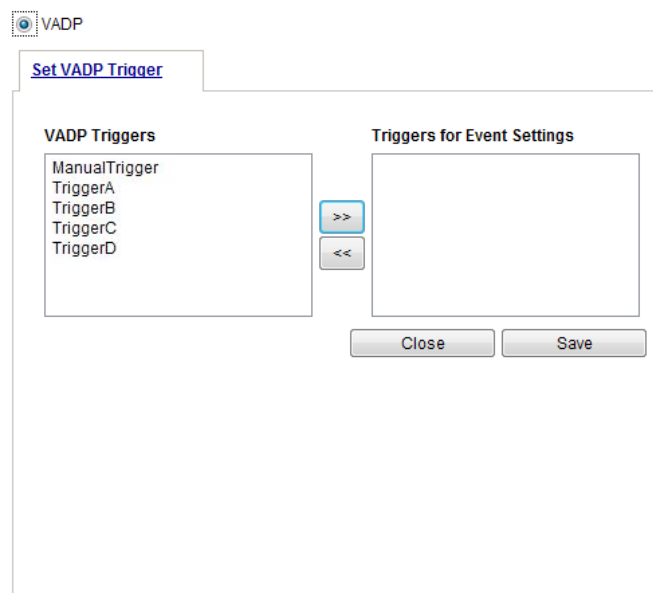 VADP
Set VADP Trigger
VADP Triggers
Triggers for Event Settings
ManualTrigger
TriggerA
TriggerB
TriggerC
TriggerD
>>
<<
Close
Save